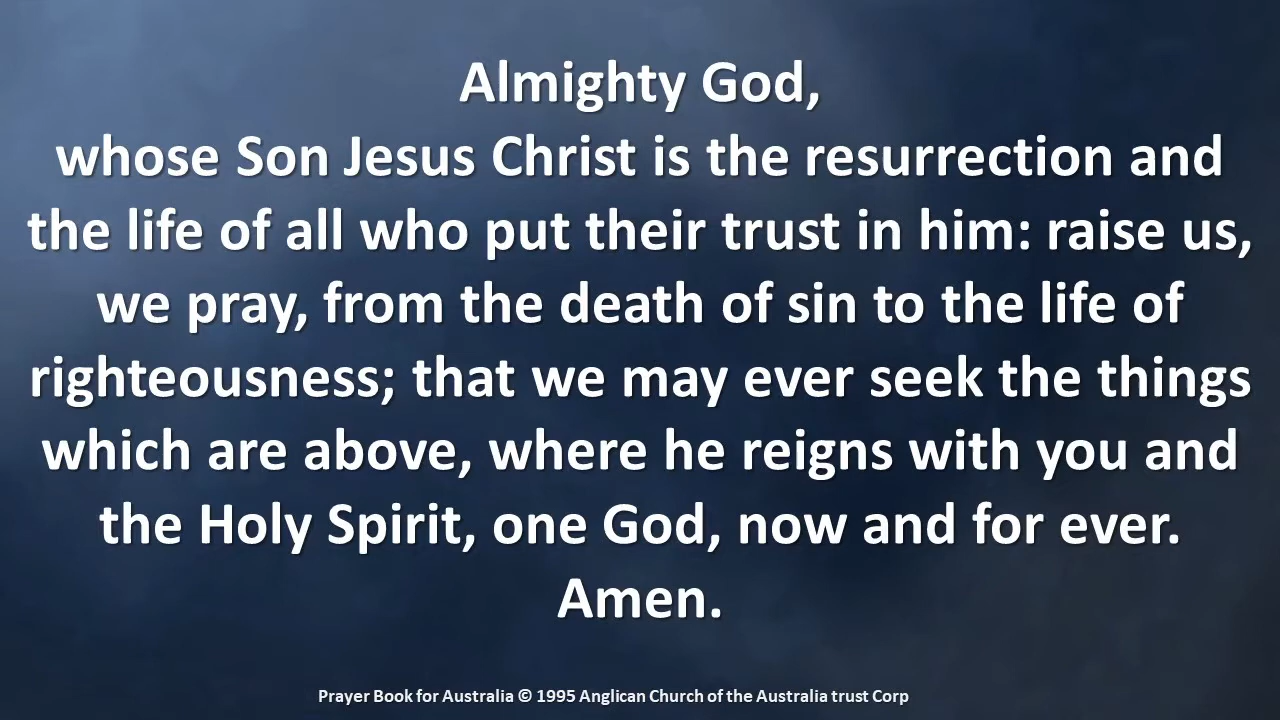 Almighty God,
whose Son Jesus Christ is the resurrection and
the life of all who put their trust in him: raise us,
we pray, from the death of sin to the life of
righteousness; that we may ever seek the things
which are above, where he reigns with you and
the Holy Spirit, one God, now and for ever.
Amen.
Prayer Book for Australia © 1995 Anglican Church of the Australia trust Corp